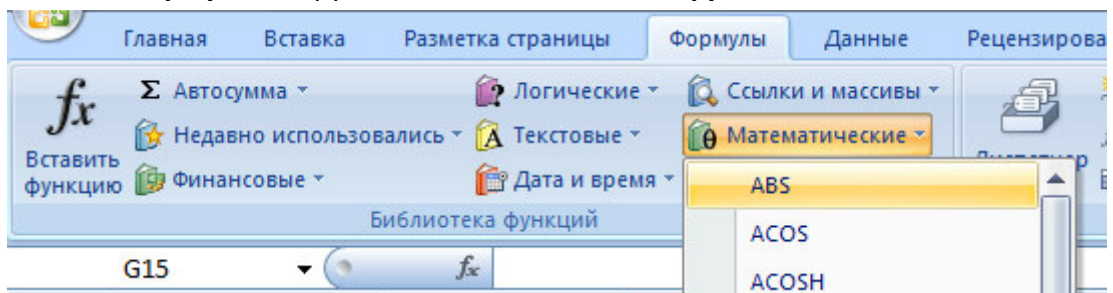 Главная Вставка Разметка страницы Формулы Данные Рецензирова
fx Σ Автосумма Логические Ссылки и массивы
Вставить функцию Недавно использовались Текстовые θ Математические
Финансовые Дата и время ABS
Библиотека функций ACOS
G15 fx ACOSH